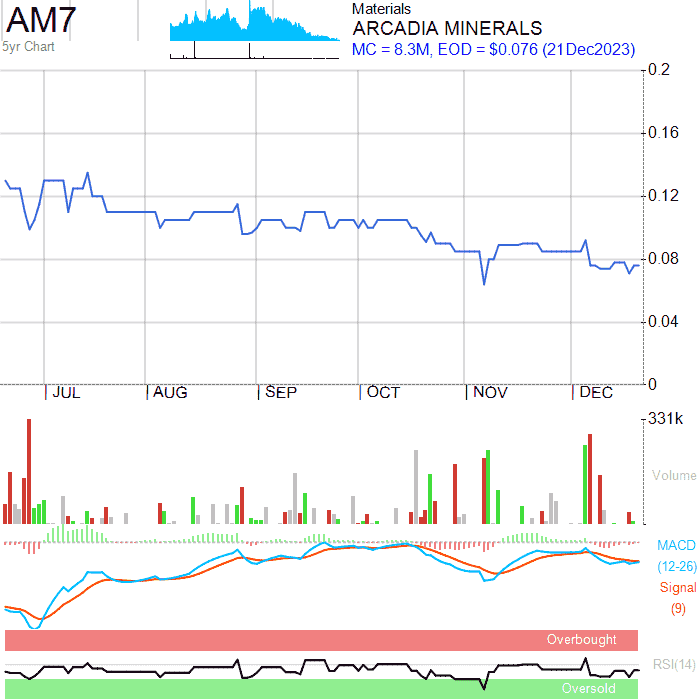 AM7
5yr Chart
Materials
ARCADIA MINERALS
MC = 8.3M, EOD = $0.076 (21Dec2023)
0.2
0.16
0.12
0.08
0.04
0
JUL AUG SEP OCT NOV DEC
331k
Volume
MACD
(12-26)
Signal
(9)
Overbought
RSI(14)
Oversold